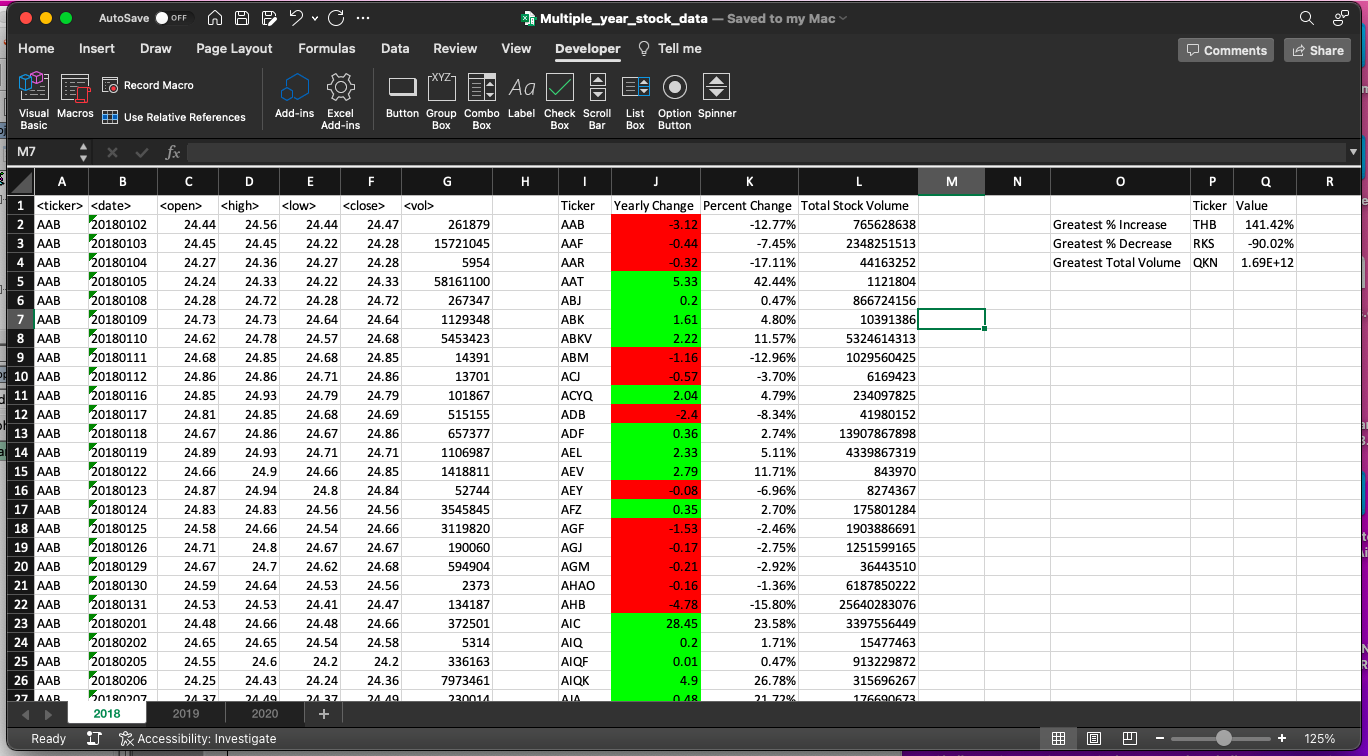 AutoSave OFF Multiple_year_stock_data — Saved to my Mac
Home Insert Draw Page Layout Formulas Data Review View Developer Tell me Comments Share
Visual Basic Macros Record Macro Use Relative References Add-ins Excel Add-ins Button Group Box Combo Box Label Check Box Scroll Bar List Box Option Button Spinner
XYZ Aa
M7 fx
A B C D E F G H I J K L M N O P Q R
1 <ticker> <date> <open> <high> <low> <close> <vol> Ticker Yearly Change Percent Change Total Stock Volume Ticker Value
2 AAB 20180102 24.44 24.56 24.44 24.47 261879 AAB -3.12 -12.77% 765628638 Greatest % Increase THB 141.42%
3 AAB 20180103 24.45 24.45 24.22 24.28 15721045 AAF -0.44 -7.45% 2348251513 Greatest % Decrease RKS -90.02%
4 AAB 20180104 24.27 24.36 24.27 24.28 5954 AAR -0.32 -17.11% 44163252 Greatest Total Volume QKN 1.69E+12
5 AAB 20180105 24.24 24.33 24.22 24.33 58161100 AAT 5.33 42.44% 1121804
6 AAB 20180108 24.28 24.72 24.28 24.72 267347 ABJ 0.2 0.47% 866724156
7 AAB 20180109 24.73 24.73 24.64 24.64 1129348 ABK 1.61 4.80% 10391386
8 AAB 20180110 24.62 24.78 24.57 24.68 5453423 ABKV 2.22 11.57% 5324614313
9 AAB 20180111 24.68 24.85 24.68 24.85 14391 ABM -1.16 -12.96% 1029560425
10 AAB 20180112 24.86 24.86 24.71 24.86 13701 ACJ -0.57 -3.70% 6169423
11 AAB 20180116 24.85 24.93 24.79 24.79 101867 ACYQ 2.04 4.79% 234097825
12 AAB 20180117 24.81 24.85 24.68 24.69 515155 ADB -2.4 -8.34% 41980152
13 AAB 20180118 24.67 24.86 24.67 24.86 657377 ADF 0.36 2.74% 13907867898
14 AAB 20180119 24.89 24.93 24.71 24.71 1106987 AEL 2.33 5.11% 4339867319
15 AAB 20180122 24.66 24.9 24.66 24.85 1418811 AEV 2.79 11.71% 843970
16 AAB 20180123 24.87 24.94 24.8 24.84 52744 AEY -0.08 -6.96% 8274367
17 AAB 20180124 24.83 24.83 24.56 24.56 3545845 AFZ 0.35 2.70% 175801284
18 AAB 20180125 24.58 24.66 24.54 24.66 3119820 AGF -1.53 -2.46% 1903886691
19 AAB 20180126 24.71 24.8 24.67 24.67 190060 AGJ -0.17 -2.75% 1251599165
20 AAB 20180129 24.67 24.7 24.62 24.68 594904 AGM -0.21 -2.92% 36443510
21 AAB 20180130 24.59 24.64 24.53 24.56 2373 AHAO -0.16 -1.36% 6187850222
22 AAB 20180131 24.53 24.53 24.41 24.47 134187 AHB -4.78 -15.80% 25640283076
23 AAB 20180201 24.48 24.66 24.48 24.66 372501 AIC 28.45 23.58% 3397556449
24 AAB 20180202 24.65 24.65 24.54 24.58 5314 AIQ 0.2 1.71% 15477463
25 AAB 20180205 24.55 24.6 24.2 24.2 336163 AIQF 0.01 0.47% 913229872
26 AAB 20180206 24.25 24.43 24.24 24.36 7973461 AIQK 4.9 26.78% 315696267
27 AAB 20180207 24.37 24.49 24.37 24.49 230014 AJA 0.48 21.72% 176690673
2018 2019 2020 +
Ready Accessibility: Investigate 125%